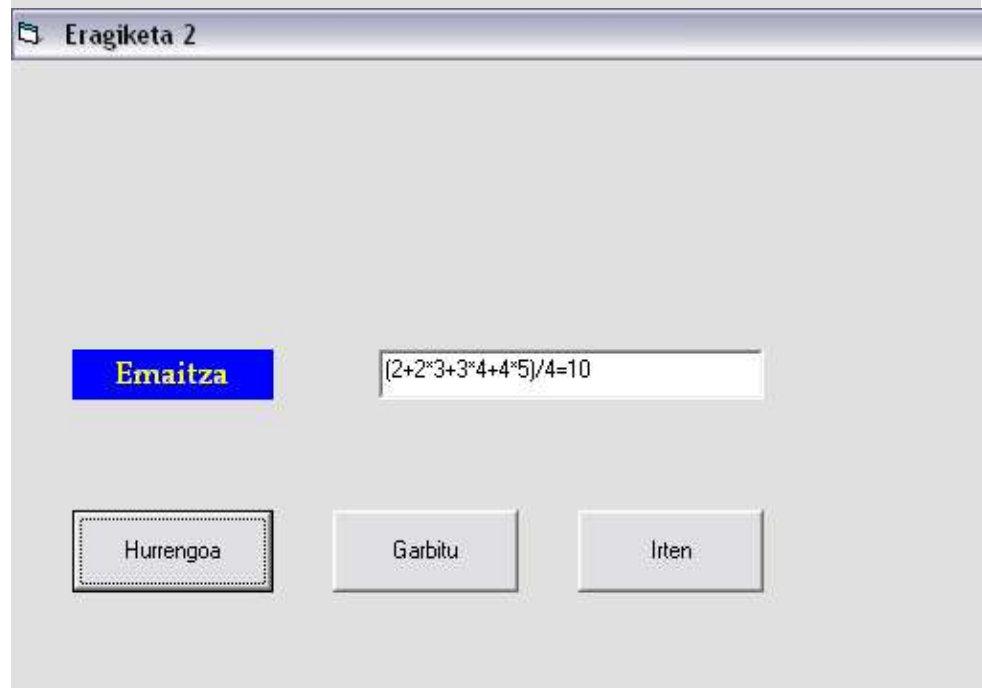 Eragiketa 2
Emaitza
(2+2*3+3*4+4*5)/4=10
Hurrengoa
Garbitu
Irten